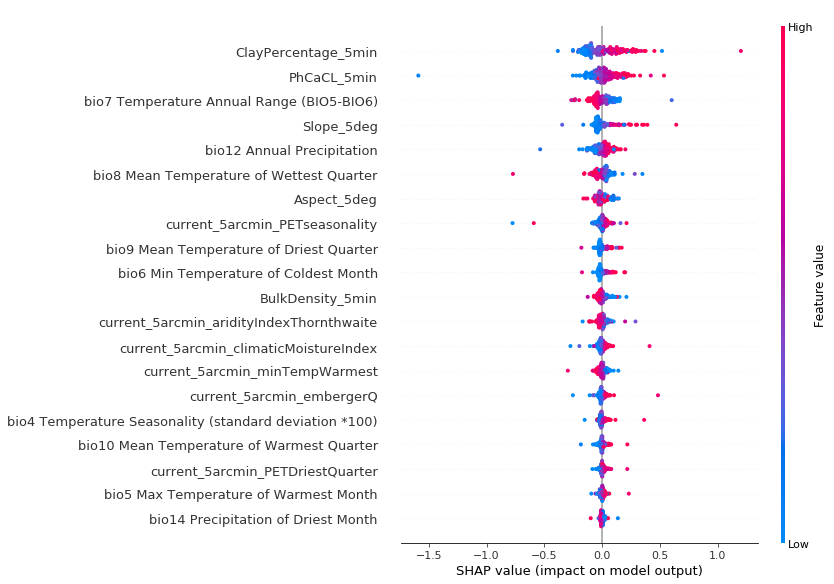 High
ClayPercentage_5min
PhCaCL_5min
bio7 Temperature Annual Range (BIO5-BIO6)
Slope_5deg
bio12 Annual Precipitation
bio8 Mean Temperature of Wettest Quarter
Aspect_5deg
current_5arcmin_PETseasonality
bio9 Mean Temperature of Driest Quarter
bio6 Min Temperature of Coldest Month
BulkDensity_5min
current_5arcmin_aridityIndexThornthwaite
current_5arcmin_climaticMoistureIndex
current_5arcmin_minTempWarmest
current_5arcmin_embergerQ
bio4 Temperature Seasonality (standard deviation *100)
bio10 Mean Temperature of Warmest Quarter
current_5arcmin_PETDriestQuarter
bio5 Max Temperature of Warmest Month
bio14 Precipitation of Driest Month
Feature value
Low
−1.5 −1.0 −0.5 0.0 0.5 1.0
SHAP value (impact on model output)